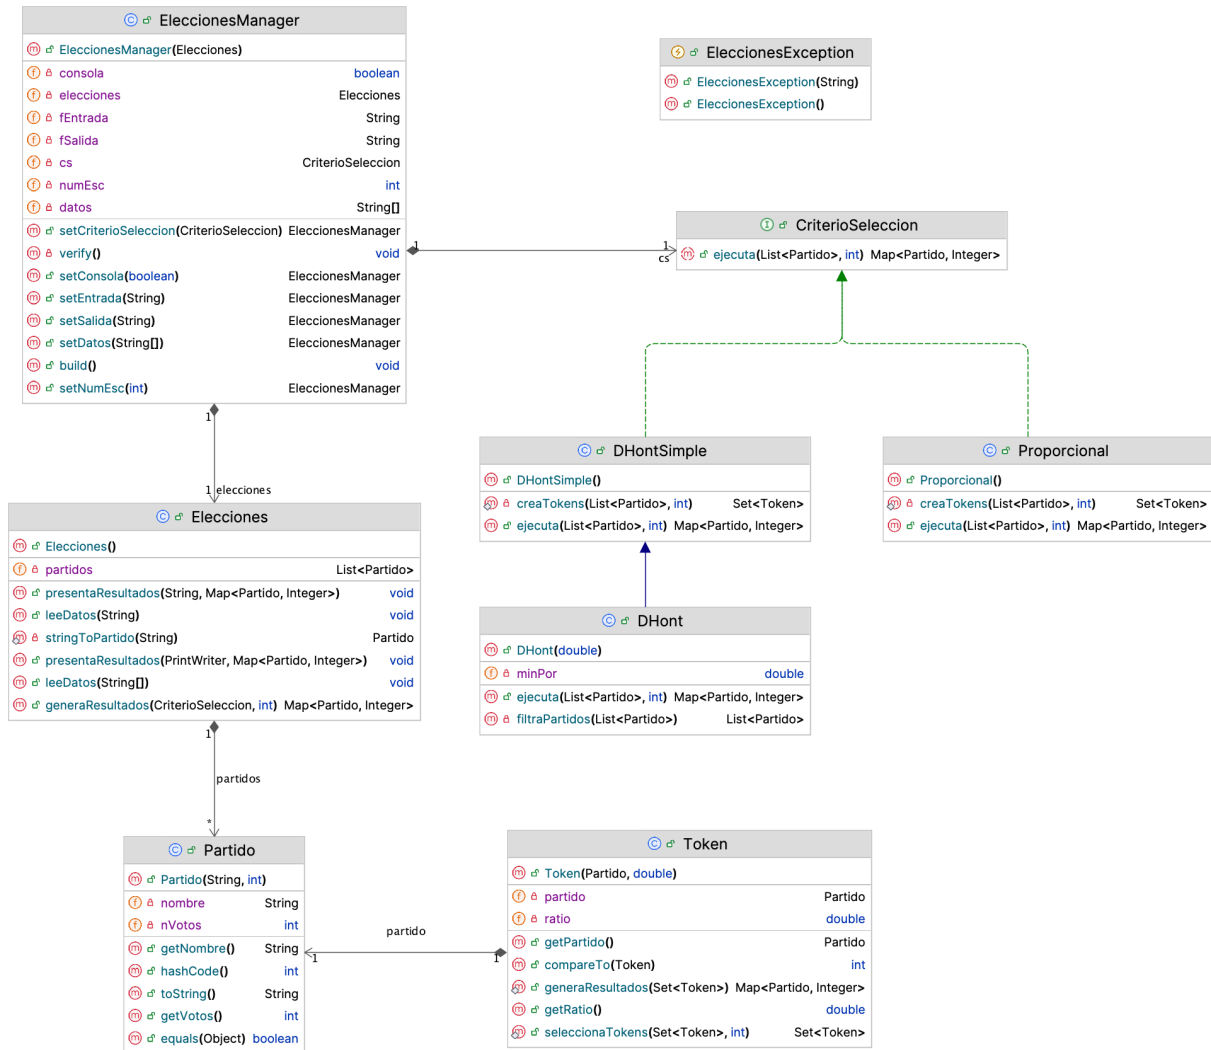 EleccionesManager
EleccionesManager(Elecciones)
consola boolean
elecciones Elecciones
fEntrada String
fSalida String
cs CriterioSeleccion
numEsc int
datos String[]
setCriterioSeleccion(CriterioSeleccion) EleccionesManager
verify() void
setConsola(boolean) EleccionesManager
setEntrada(String) EleccionesManager
setSalida(String) EleccionesManager
setDatos(String[]) EleccionesManager
build() void
setNumEsc(int) EleccionesManager
EleccionesException
EleccionesException(String)
EleccionesException()
1
1
cs
CriterioSeleccion
ejecuta(List<Partido>, int) Map<Partido, Integer>
1
1 elecciones
DHontSimple
DHontSimple()
creaTokens(List<Partido>, int) Set<Token>
ejecuta(List<Partido>, int) Map<Partido, Integer>
Proporcional
Proporcional()
creaTokens(List<Partido>, int) Set<Token>
ejecuta(List<Partido>, int) Map<Partido, Integer>
Elecciones
Elecciones()
partidos List<Partido>
presentaResultados(String, Map<Partido, Integer>) void
leeDatos(String) void
stringToPartido(String) Partido
presentaResultados(PrintWriter, Map<Partido, Integer>) void
leeDatos(String[]) void
generaResultados(CriterioSeleccion, int) Map<Partido, Integer>
DHont
DHont(double)
minPor double
ejecuta(List<Partido>, int) Map<Partido, Integer>
filtraPartidos(List<Partido>) List<Partido>
1
partidos
*
Partido
Partido(String, int)
nombre String
nVotos int
getNombre() String
hashCode() int
toString() String
getVotos() int
equals(Object) boolean
partido
1
1
Token
Token(Partido, double)
partido Partido
ratio double
getPartido() Partido
compareTo(Token) int
generaResultados(Set<Token>) Map<Partido, Integer>
getRatio() double
seleccionaTokens(Set<Token>, int) Set<Token>